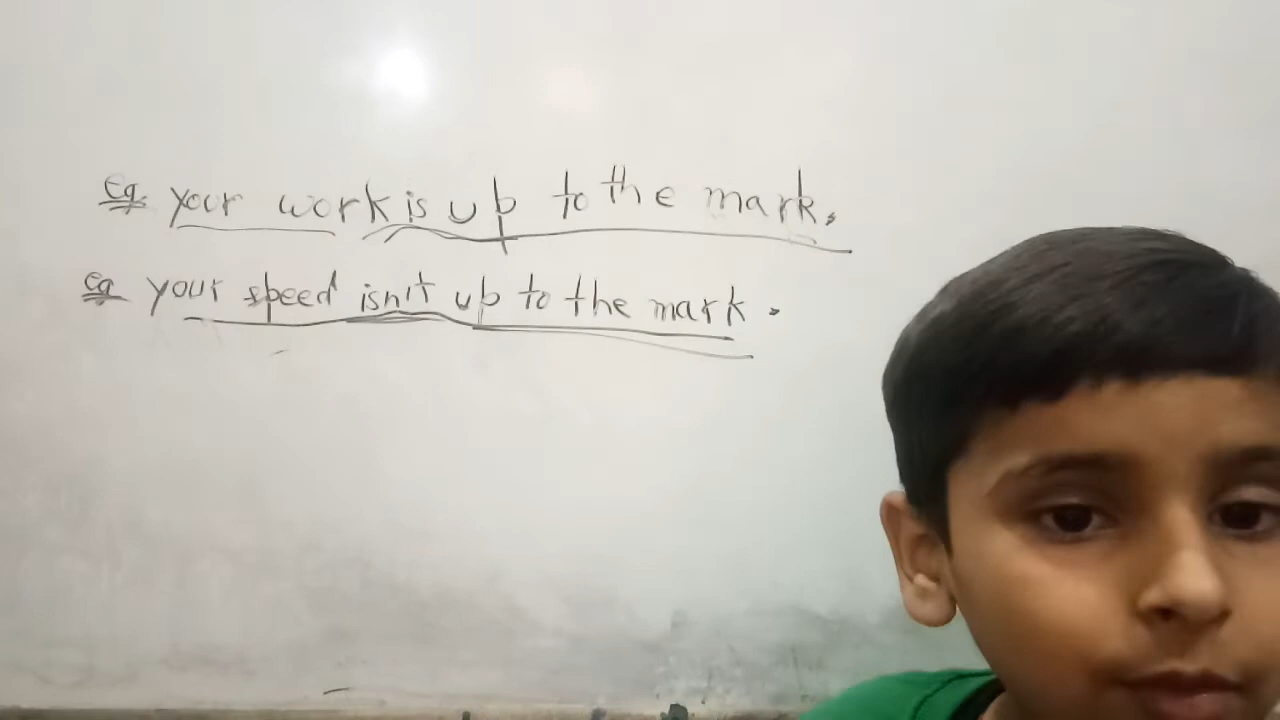 eg. your work is up to the mark.
eg your speed isn't up to the mark.